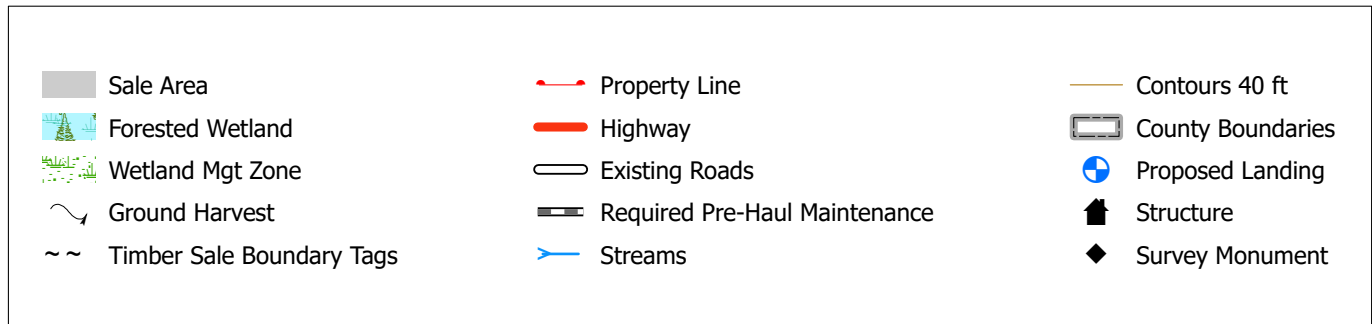 Sale Area
Forested Wetland
Wetland Mgt Zone
Ground Harvest
Timber Sale Boundary Tags
Property Line
Highway
Existing Roads
Required Pre-Haul Maintenance
Streams
Contours 40 ft
County Boundaries
Proposed Landing
Structure
Survey Monument